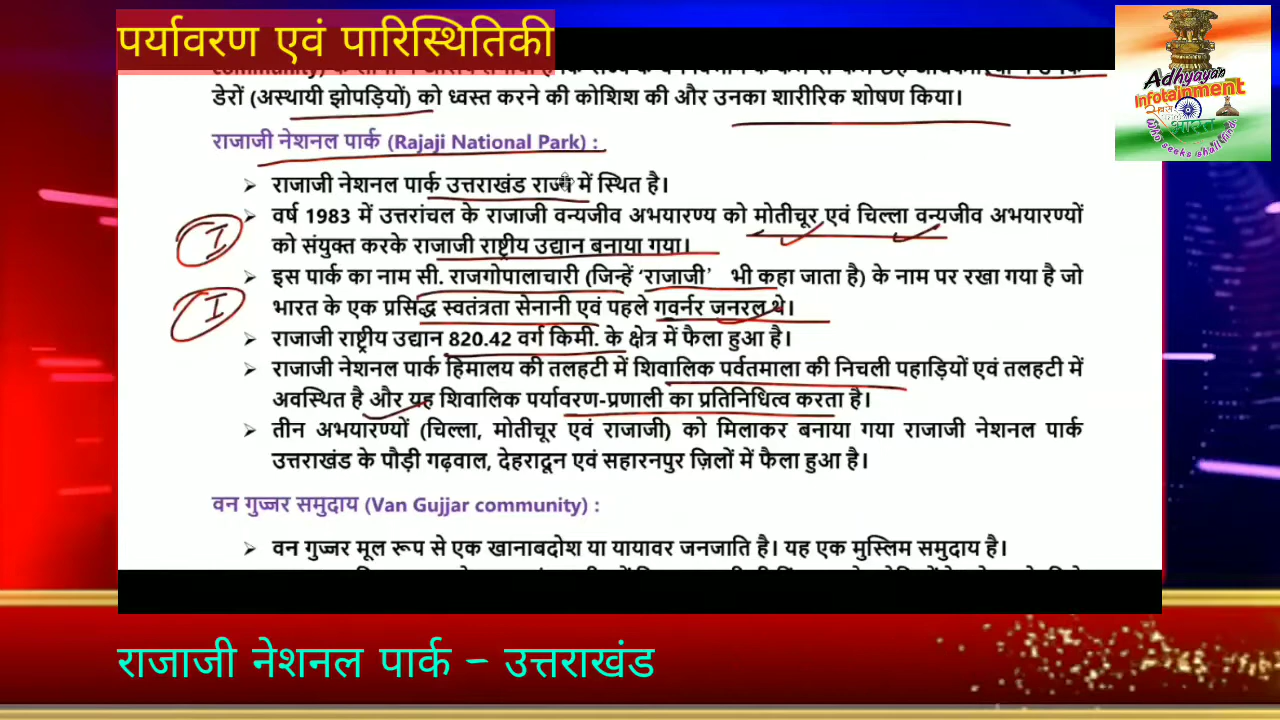 पर्यावरण एवं पारिस्थितिकी
Adhyayan
Infotainment
भारत
Who seeks shall find.
डेरों (अस्थायी झोपड़ियों) को ध्वस्त करने की कोशिश की और उनका शारीरिक शोषण किया।
राजाजी नेशनल पार्क (Rajaji National Park) :
➢ राजाजी नेशनल पार्क उत्तराखंड राज्य में स्थित है।
➢ वर्ष 1983 में उत्तरांचल के राजाजी वन्यजीव अभयारण्य को मोतीचूर एवं चिल्ला वन्यजीव अभयारण्यों
को संयुक्त करके राजाजी राष्ट्रीय उद्यान बनाया गया।
I
➢ इस पार्क का नाम सी. राजगोपालाचारी (जिन्हें ‘राजाजी’ भी कहा जाता है) के नाम पर रखा गया है जो
भारत के एक प्रसिद्ध स्वतंत्रता सेनानी एवं पहले गवर्नर जनरल थे।
I
➢ राजाजी राष्ट्रीय उद्यान 820.42 वर्ग किमी. के क्षेत्र में फैला हुआ है।
➢ राजाजी नेशनल पार्क हिमालय की तलहटी में शिवालिक पर्वतमाला की निचली पहाड़ियों एवं तलहटी में
अवस्थित है और यह शिवालिक पर्यावरण-प्रणाली का प्रतिनिधित्व करता है।
➢ तीन अभयारण्यों (चिल्ला, मोतीचूर एवं राजाजी) को मिलाकर बनाया गया राजाजी नेशनल पार्क
उत्तराखंड के पौड़ी गढ़वाल, देहरादून एवं सहारनपुर ज़िलों में फैला हुआ है।
वन गुज्जर समुदाय (Van Gujjar community) :
➢ वन गुज्जर मूल रूप से एक खानाबदोश या यायावर जनजाति है। यह एक मुस्लिम समुदाय है।
राजाजी नेशनल पार्क – उत्तराखंड